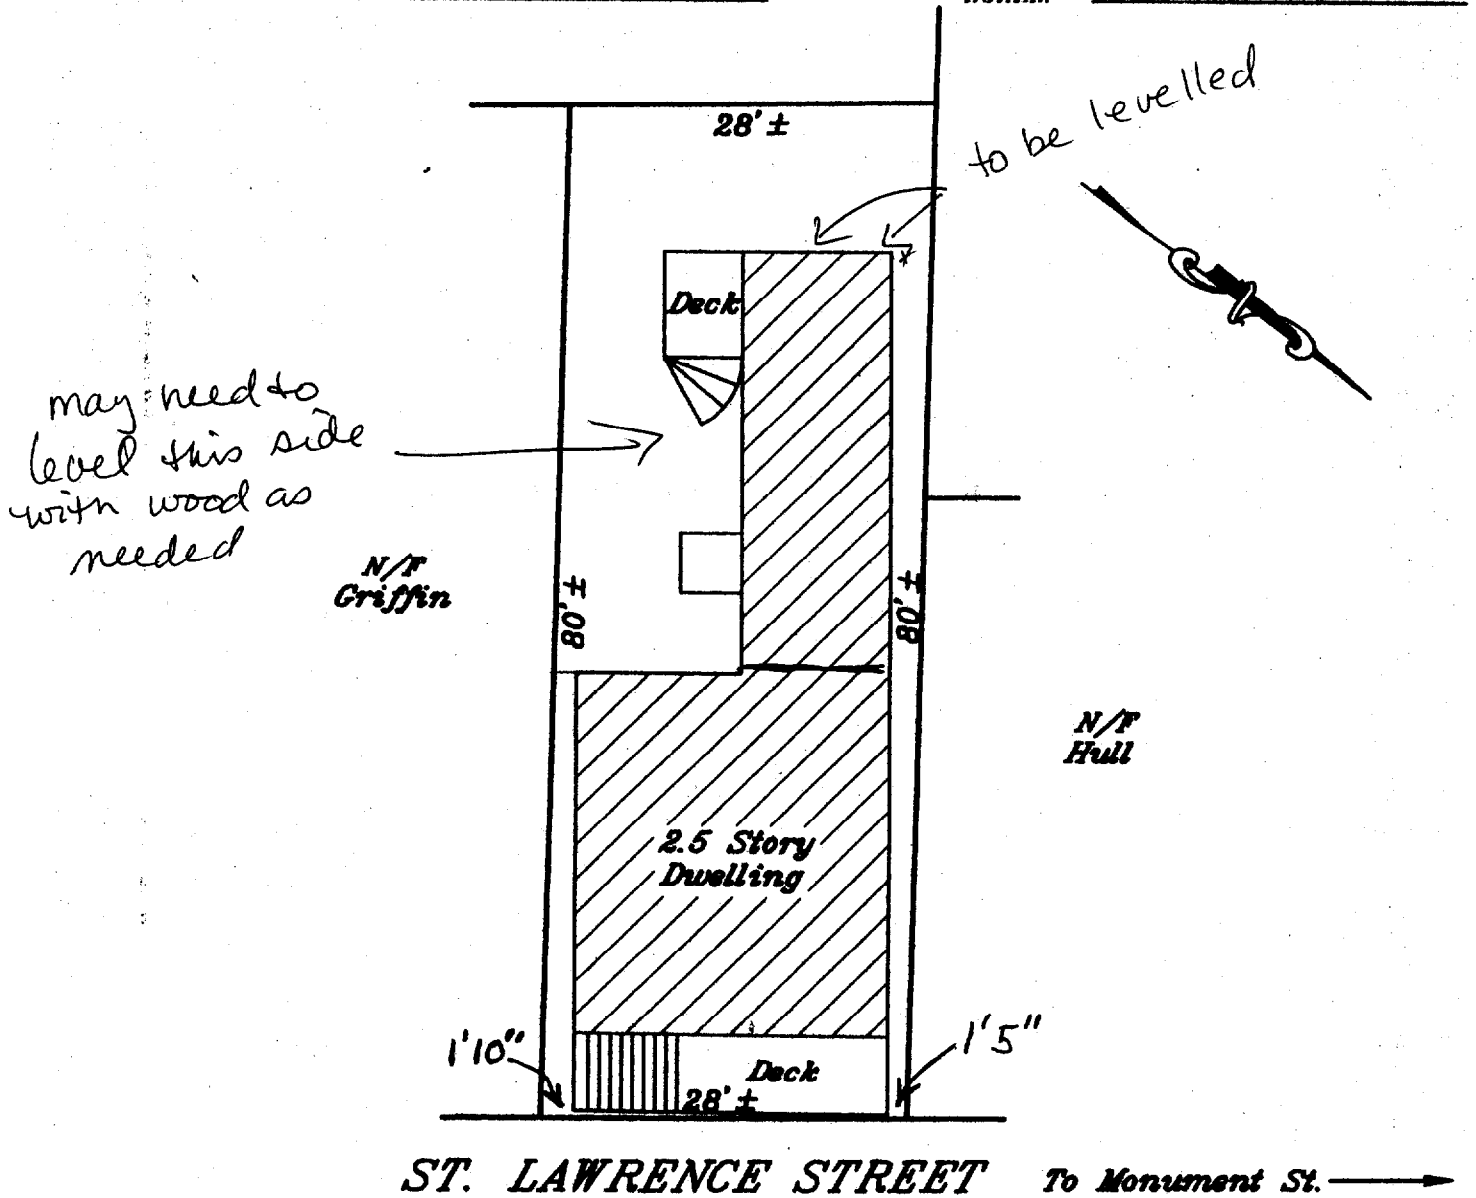 28' ±
to be levelled
Deck
may need to
level this side
with wood as
needed
N/F
Griffin
80' ±
80' ±
N/F
Hull
2.5 Story
Dwelling
1'10"
1'5"
Deck
28' ±
ST. LAWRENCE STREET To Monument St.